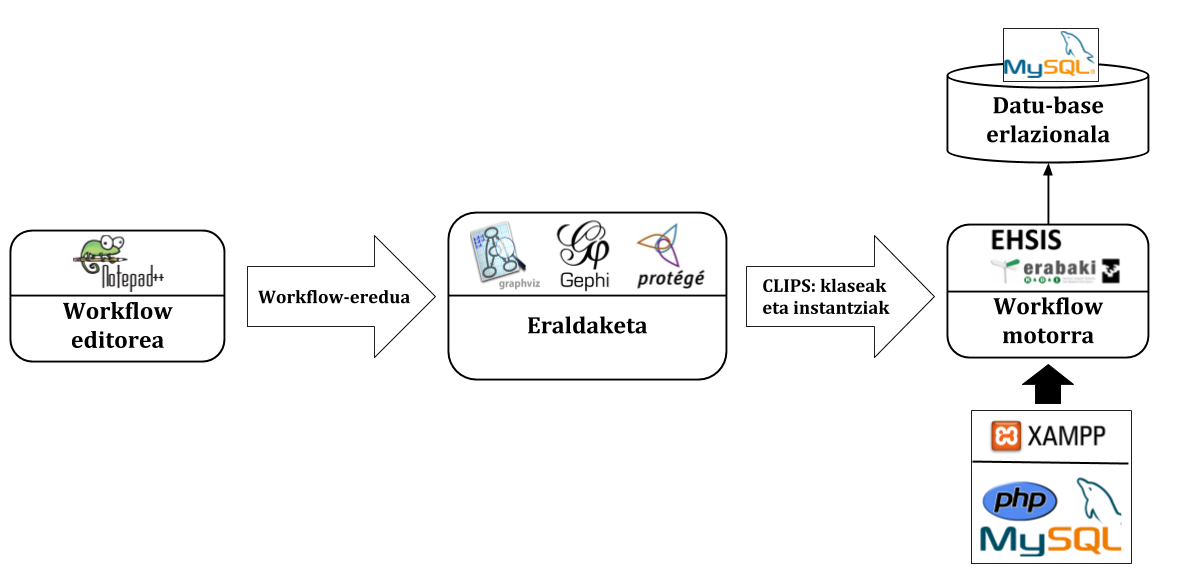 MySQL
Datu-base
erlazionala
Notepad++
Workflow
editorea
Workflow-eredua
graphviz
Gephi
protégé
Eraldaketa
CLIPS: klaseak
eta instantziak
EHSIS
erabaki
Workflow
motorra
XAMPP
php
MySQL